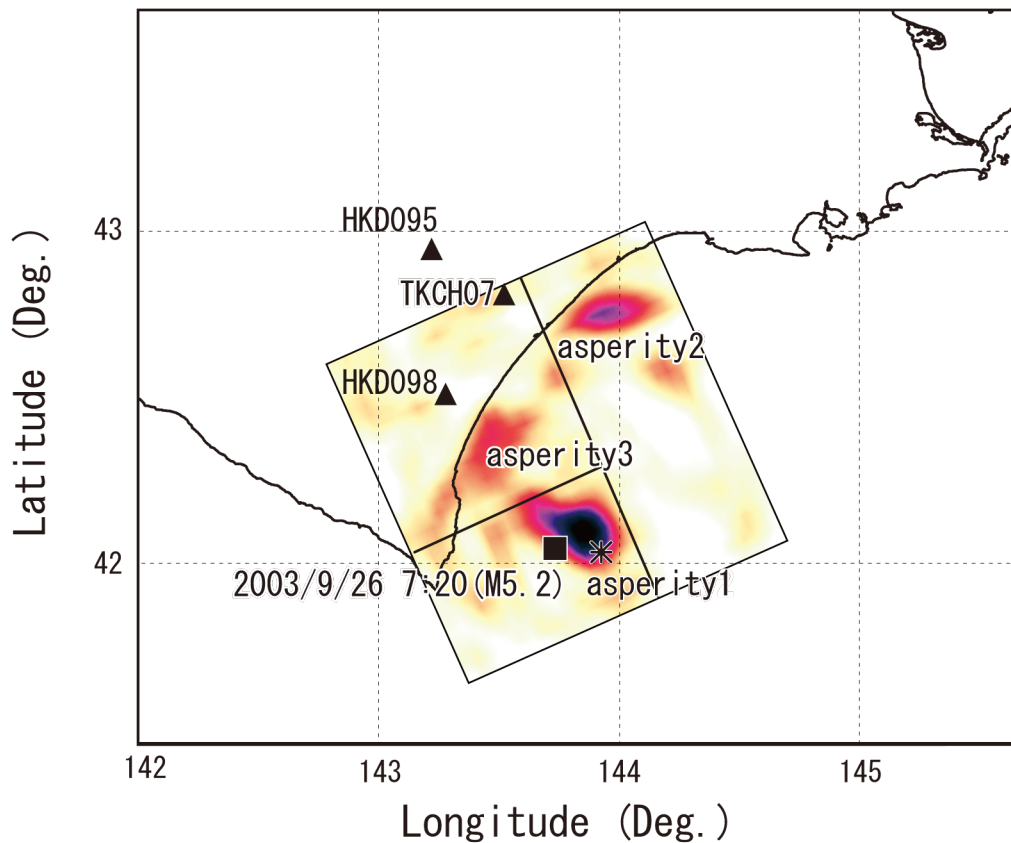 HKD095
43
TKCH07
asperity2
HKD098
asperity3
42
2003/9/26 7:20(M5.2) asperity1
Latitude (Deg.)
142
143
144
145
Longitude (Deg.)